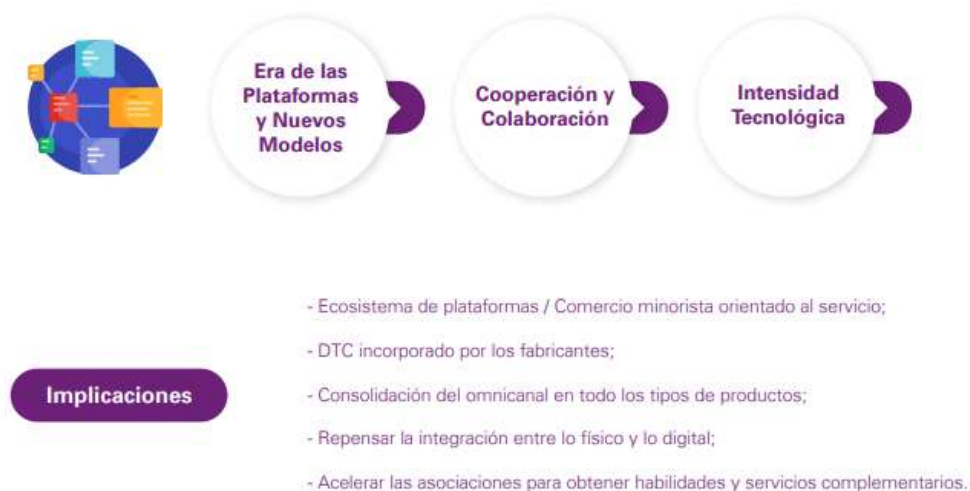 Era de las
Plataformas
y Nuevos
Modelos
Cooperación y
Colaboración
Intensidad
Tecnológica
Implicaciones
- Ecosistema de plataformas / Comercio minorista orientado al servicio;
- DTC incorporado por los fabricantes;
- Consolidación del omnicanal en todo los tipos de productos;
- Repensar la integración entre lo físico y lo digital;
- Acelerar las asociaciones para obtener habilidades y servicios complementarios.